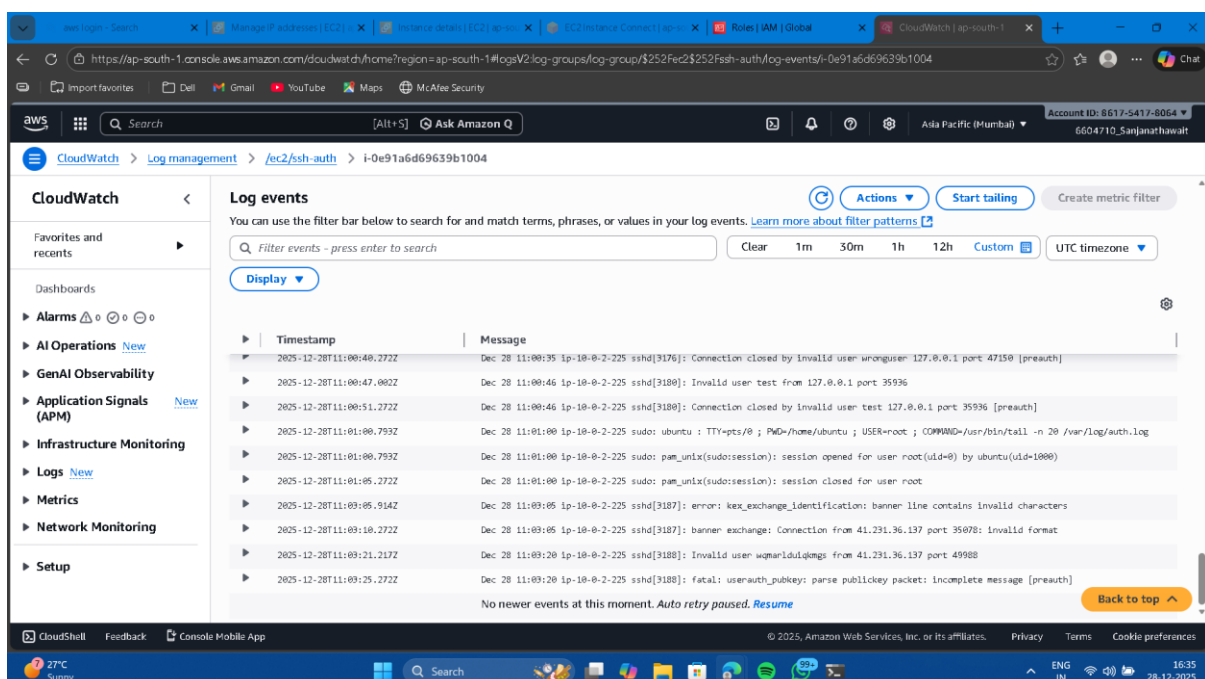 aws login - Search
Manage IP addresses | EC2 |
Instance details | EC2 | ap-so
EC2 Instance Connect | ap-so
Roles | IAM | Global
CloudWatch | ap-south-1
https://ap-south-1.console.aws.amazon.com/cloudwatch/home?region=ap-south-1#logsV2:log-groups/log-group/$252Fec2$252Fssh-auth/log-events/i-0e91a6d69639b1004
Chat
Import favorites
Dell
Gmail
YouTube
Maps
McAfee Security
aws
Search
[Alt+S]
Ask Amazon Q
Asia Pacific (Mumbai)
Account ID: 8617-5417-8064
6604710_Sanjanathawait
CloudWatch > Log management > /ec2/ssh-auth > i-0e91a6d69639b1004
CloudWatch
Favorites and
recents
Dashboards
Alarms 0 0 0
AI Operations New
GenAI Observability
Application Signals New
(APM)
Infrastructure Monitoring
Logs New
Metrics
Network Monitoring
Setup
Log events
Actions
Start tailing
Create metric filter
You can use the filter bar below to search for and match terms, phrases, or values in your log events. Learn more about filter patterns
Filter events - press enter to search
Clear 1m 30m 1h 12h Custom
UTC timezone
Display
Timestamp Message
2025-12-28T11:00:40.272Z Dec 28 11:00:35 ip-10-0-2-225 sshd[3176]: Connection closed by invalid user wronguser 127.0.0.1 port 47150 [preauth]
2025-12-28T11:00:47.002Z Dec 28 11:00:46 ip-10-0-2-225 sshd[3180]: Invalid user test from 127.0.0.1 port 35936
2025-12-28T11:00:51.272Z Dec 28 11:00:46 ip-10-0-2-225 sshd[3180]: Connection closed by invalid user test 127.0.0.1 port 35936 [preauth]
2025-12-28T11:01:00.793Z Dec 28 11:01:00 ip-10-0-2-225 sudo: ubuntu : TTY=pts/0 ; PWD=/home/ubuntu ; USER=root ; COMMAND=/usr/bin/tail -n 20 /var/log/auth.log
2025-12-28T11:01:00.793Z Dec 28 11:01:00 ip-10-0-2-225 sudo: pam_unix(sudo:session): session opened for user root(uid=0) by ubuntu(uid=1000)
2025-12-28T11:01:05.272Z Dec 28 11:01:00 ip-10-0-2-225 sudo: pam_unix(sudo:session): session closed for user root
2025-12-28T11:03:05.914Z Dec 28 11:03:05 ip-10-0-2-225 sshd[3187]: error: kex_exchange_identification: banner line contains invalid characters
2025-12-28T11:03:10.272Z Dec 28 11:03:05 ip-10-0-2-225 sshd[3187]: banner exchange: Connection from 41.231.36.137 port 35078: invalid format
2025-12-28T11:03:21.217Z Dec 28 11:03:20 ip-10-0-2-225 sshd[3188]: Invalid user wqmarlduiqkmgs from 41.231.36.137 port 49988
2025-12-28T11:03:25.272Z Dec 28 11:03:20 ip-10-0-2-225 sshd[3188]: fatal: userauth_pubkey: parse publickey packet: incomplete message [preauth]
No newer events at this moment. Auto retry paused. Resume
Back to top
CloudShell
Feedback
Console Mobile App
© 2025, Amazon Web Services, Inc. or its affiliates.
Privacy
Terms
Cookie preferences
7
27°C
Sunny
Search
99+
ENG
IN
16:35
28-12-2025